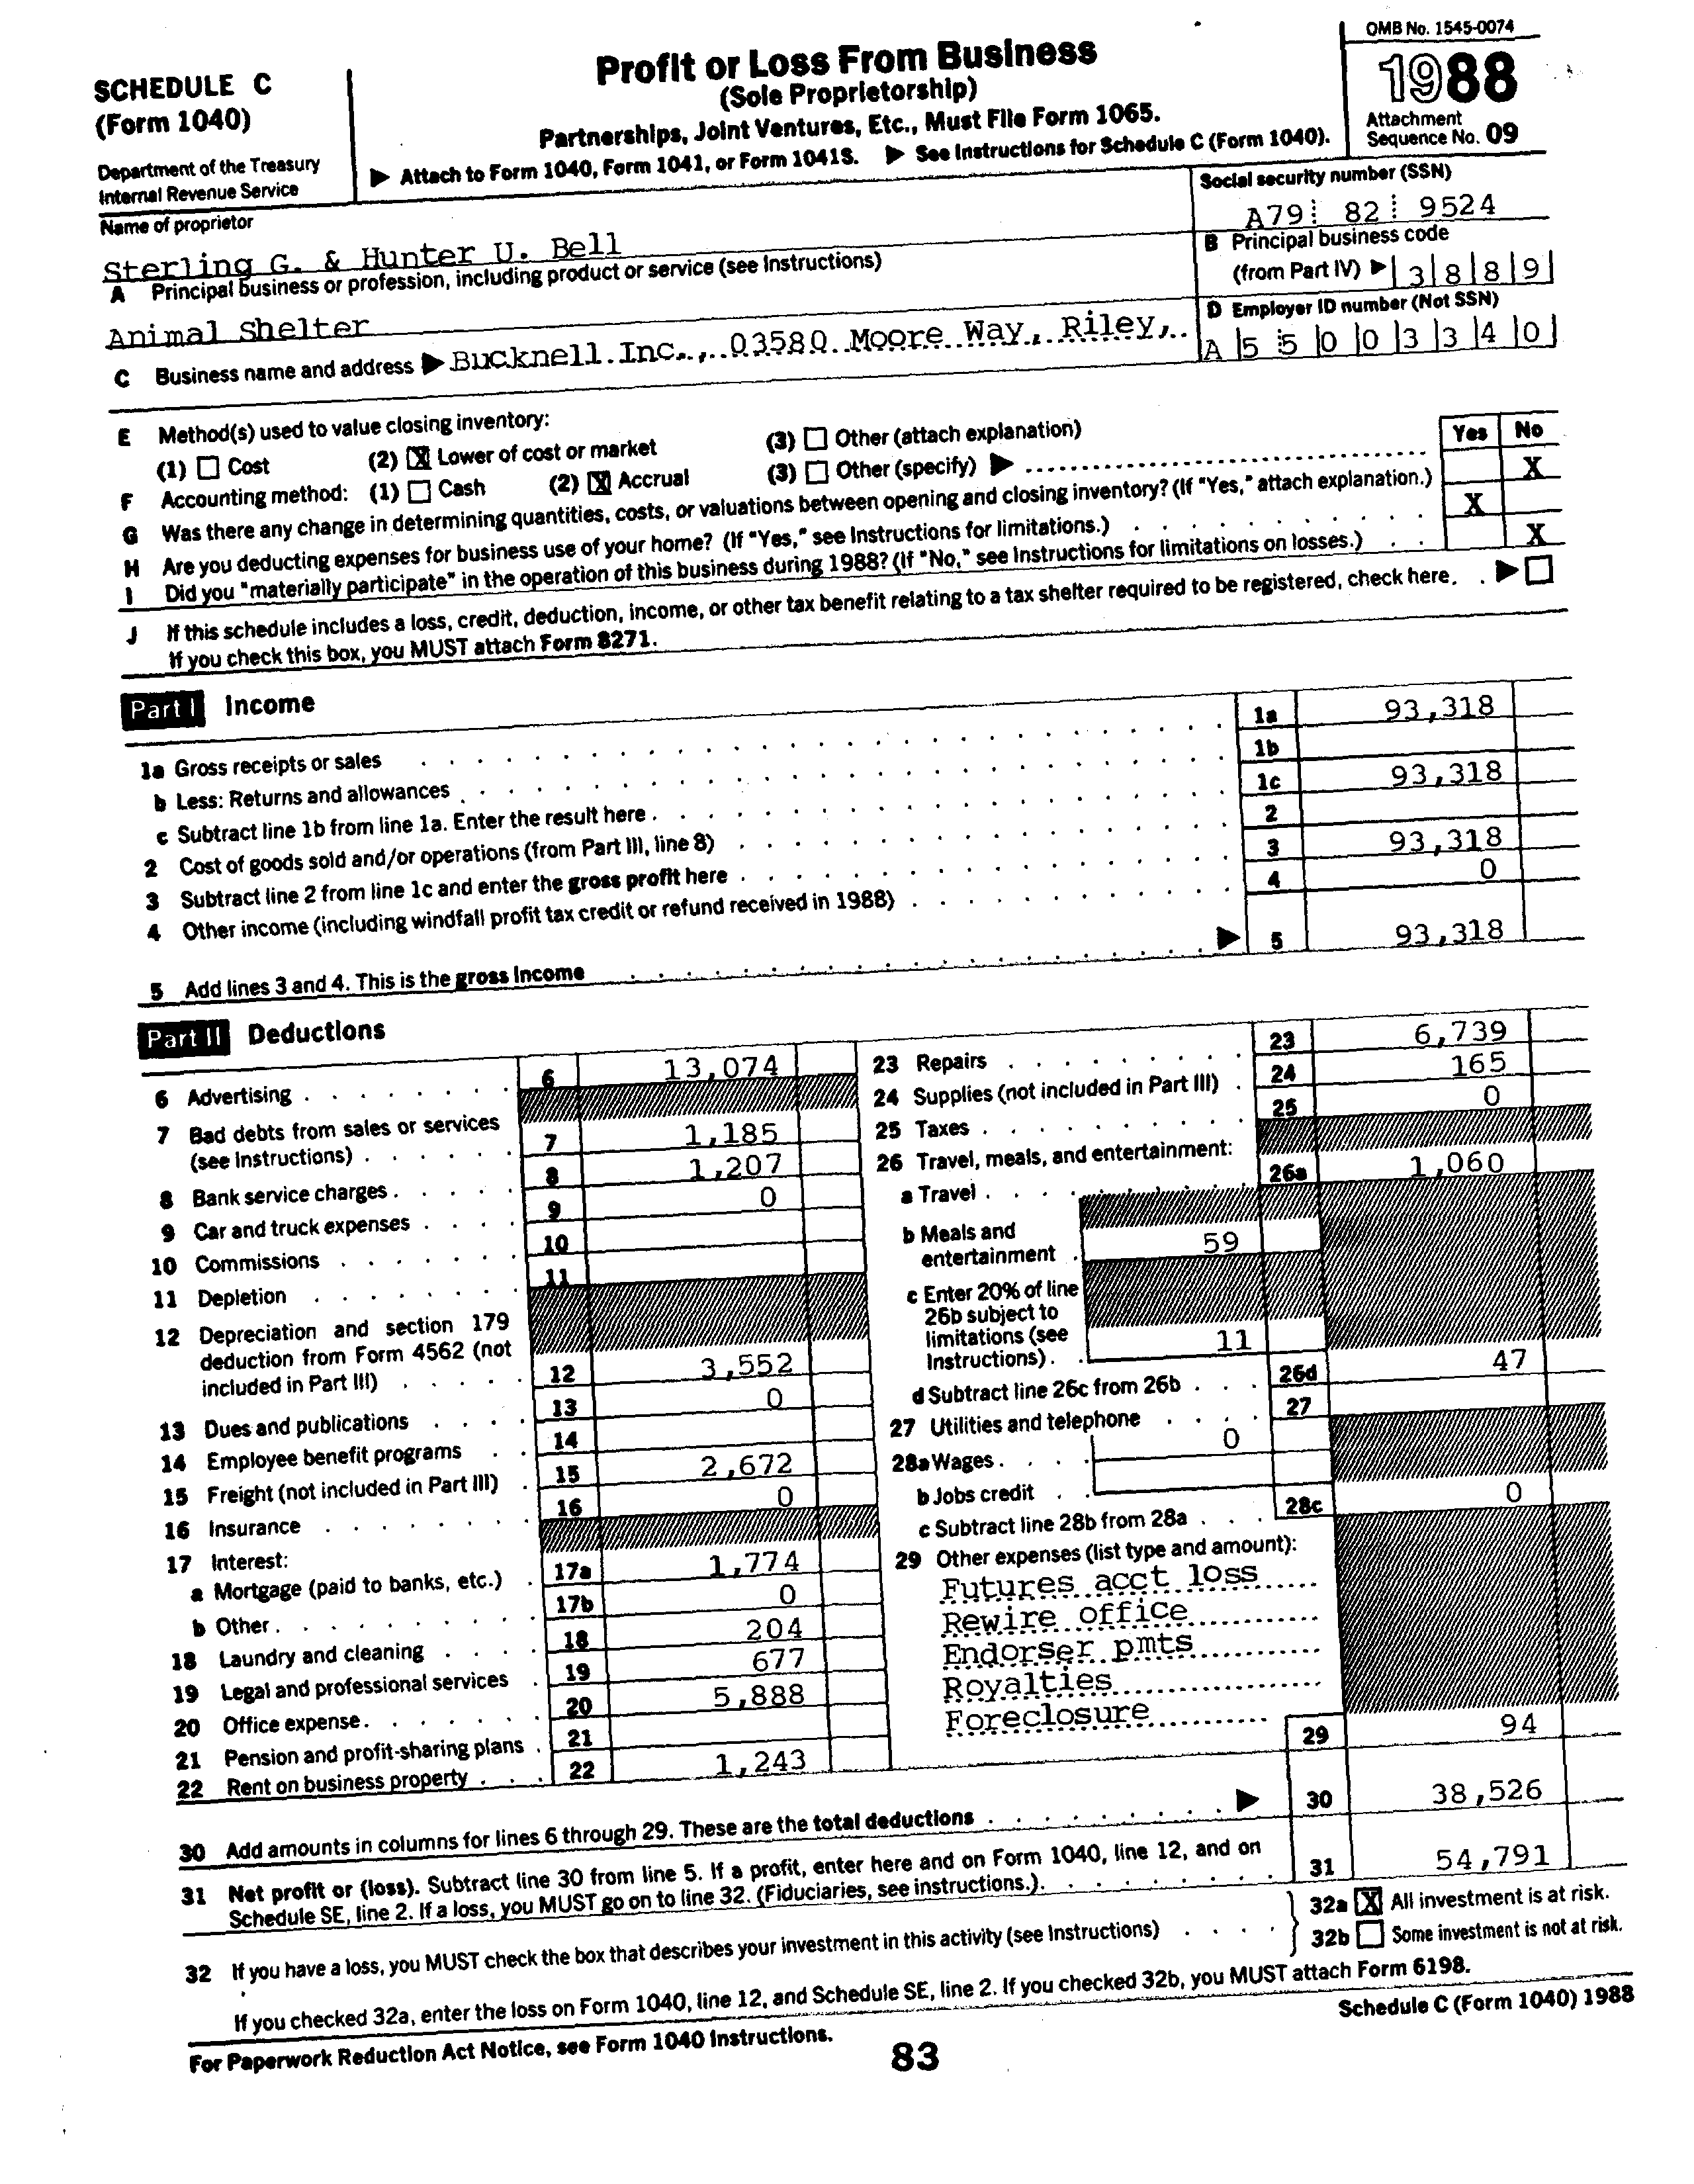 OMB No. 1545-0074
SCHEDULE C
(Form 1040)
Department of the Treasury
Internal Revenue Service
Profit or Loss From Business
(Sole Proprietorship)
Partnerships, Joint Ventures, Etc., Must File Form 1065.
▶ Attach to Form 1040, Form 1041, or Form 1041S. ▶ See Instructions for Schedule C (Form 1040).
1988
Attachment
Sequence No. 09
Name of proprietor
Sterling G. & Hunter U. Bell
Social security number (SSN)
A79 82 9524
A Principal business or profession, including product or service (see Instructions)
Animal Shelter
B Principal business code
(from Part IV) ▶ 3 8 8 9
C Business name and address ▶ Bucknell Inc., 03580 Moore Way, Riley,
D Employer ID number (Not SSN)
A 5 5 0 0 3 3 4 0
E Method(s) used to value closing inventory:
(1) Cost (2) X Lower of cost or market (3) Other (attach explanation)
F Accounting method: (1) Cash (2) X Accrual (3) Other (specify) ▶
Yes No
G Was there any change in determining quantities, costs, or valuations between opening and closing inventory? (If "Yes," attach explanation.) X
H Are you deducting expenses for business use of your home? (If "Yes," see Instructions for limitations.) X
I Did you "materially participate" in the operation of this business during 1988? (If "No," see Instructions for limitations on losses.) X
J If this schedule includes a loss, credit, deduction, income, or other tax benefit relating to a tax shelter required to be registered, check here. ▶
If you check this box, you MUST attach Form 8271.
Part I Income
1a Gross receipts or sales 1a 93,318
b Less: Returns and allowances 1b
c Subtract line 1b from line 1a. Enter the result here 1c 93,318
2 Cost of goods sold and/or operations (from Part III, line 8) 2
3 Subtract line 2 from line 1c and enter the gross profit here 3 93,318
4 Other income (including windfall profit tax credit or refund received in 1988) 4 0
5 Add lines 3 and 4. This is the gross Income ▶ 5 93,318
Part II Deductions
6 Advertising 6 13,074
7 Bad debts from sales or services
(see Instructions) 7 1,185
8 Bank service charges 8 1,207
9 Car and truck expenses 9 0
10 Commissions 10
11 Depletion 11
12 Depreciation and section 179
deduction from Form 4562 (not
included in Part III) 12 3,552
13 Dues and publications 13 0
14 Employee benefit programs 14
15 Freight (not included in Part III) 15 2,672
16 Insurance 16 0
17 Interest:
a Mortgage (paid to banks, etc.) 17a 1,774
b Other 17b 0
18 Laundry and cleaning 18 204
19 Legal and professional services 19 677
20 Office expense 20 5,888
21 Pension and profit-sharing plans 21
22 Rent on business property 22 1,243
23 Repairs 23 6,739
24 Supplies (not included in Part III) 24 165
25 Taxes 25 0
26 Travel, meals, and entertainment:
a Travel 26a 1,060
b Meals and
entertainment 59
c Enter 20% of line
26b subject to
limitations (see
Instructions) 11
d Subtract line 26c from 26b 26d 47
27 Utilities and telephone 27
28a Wages 0
b Jobs credit
c Subtract line 28b from 28a 28c 0
29 Other expenses (list type and amount):
Futures acct loss
Rewire office
Endorser pmts
Royalties
Foreclosure
29 94
30 Add amounts in columns for lines 6 through 29. These are the total deductions ▶ 30 38,526
31 Net profit or (loss). Subtract line 30 from line 5. If a profit, enter here and on Form 1040, line 12, and on
Schedule SE, line 2. If a loss, you MUST go on to line 32. (Fiduciaries, see instructions.) 31 54,791
32 If you have a loss, you MUST check the box that describes your investment in this activity (see Instructions)
32a X All investment is at risk.
32b Some investment is not at risk.
If you checked 32a, enter the loss on Form 1040, line 12, and Schedule SE, line 2. If you checked 32b, you MUST attach Form 6198.
For Paperwork Reduction Act Notice, see Form 1040 Instructions.
83
Schedule C (Form 1040) 1988